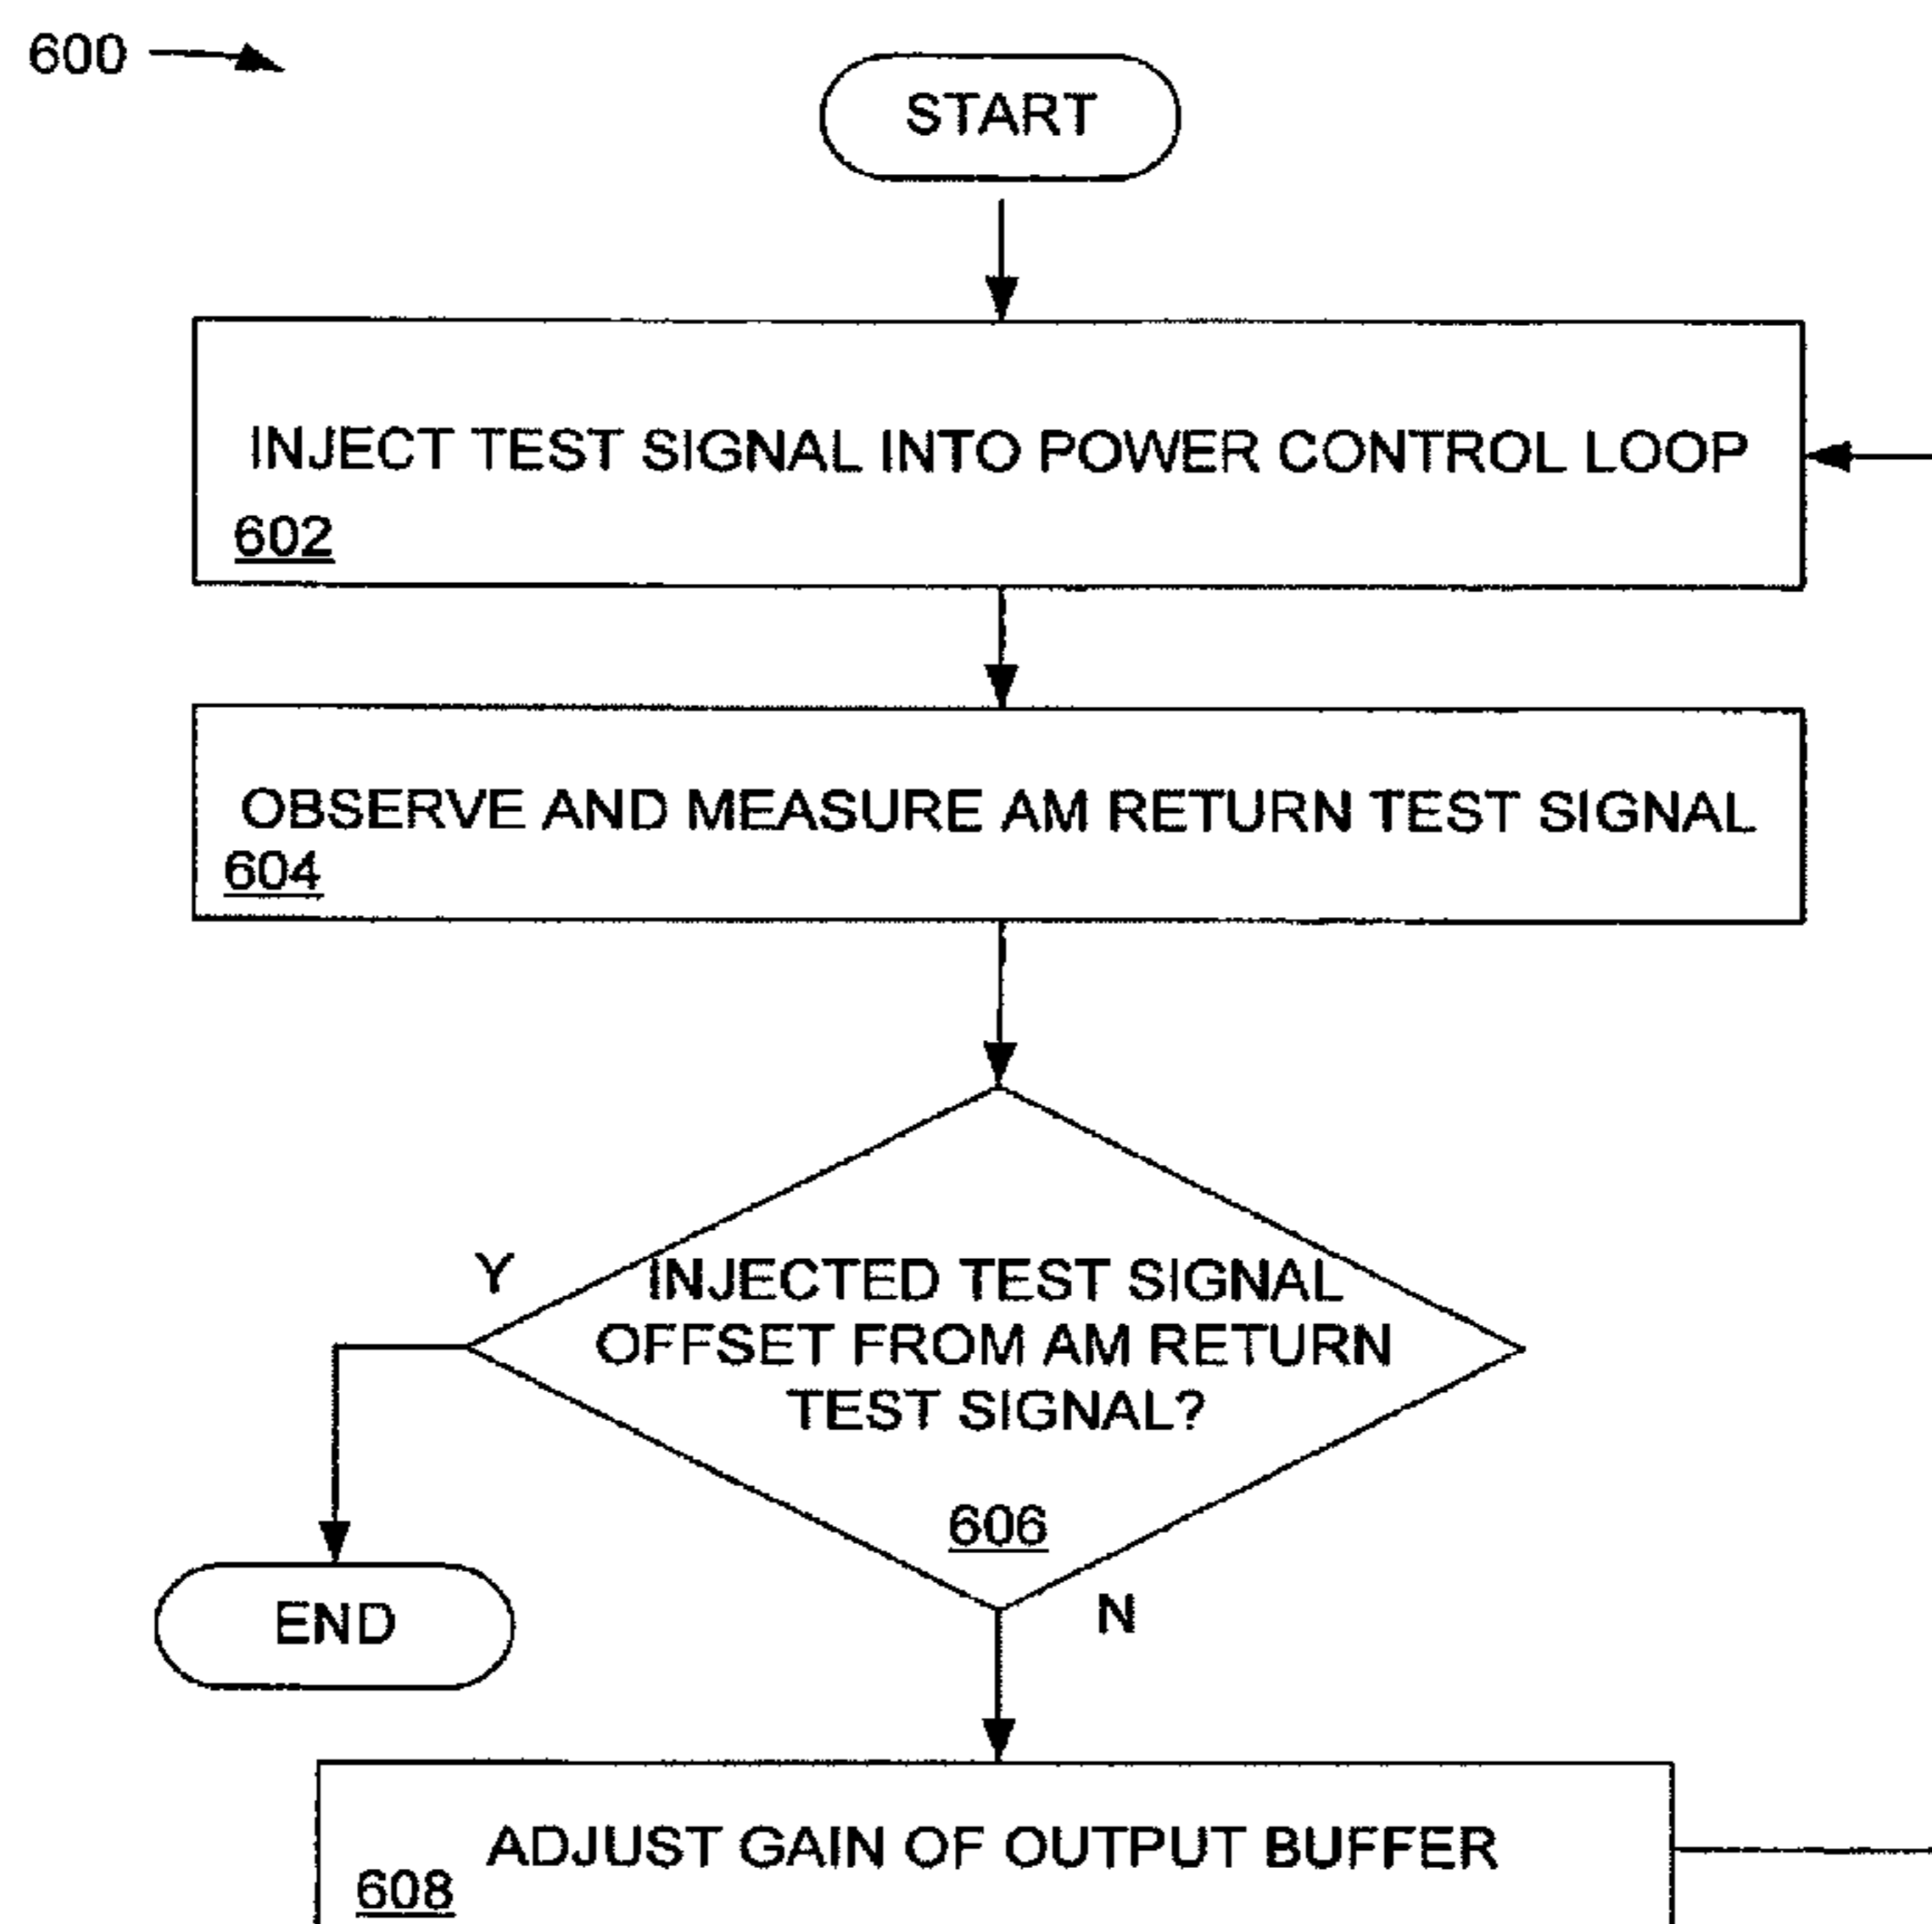 600
START
INJECT TEST SIGNAL INTO POWER CONTROL LOOP
602
OBSERVE AND MEASURE AM RETURN TEST SIGNAL
604
Y
INJECTED TEST SIGNAL
OFFSET FROM AM RETURN
TEST SIGNAL?
606
END
N
ADJUST GAIN OF OUTPUT BUFFER
608